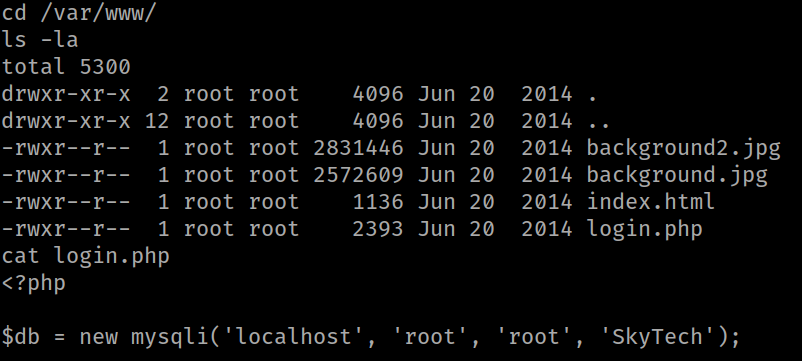 cd /var/www/
ls -la
total 5300
drwxr-xr-x  2 root root    4096 Jun 20  2014 .
drwxr-xr-x 12 root root    4096 Jun 20  2014 ..
-rwxr--r--  1 root root 2831446 Jun 20  2014 background2.jpg
-rwxr--r--  1 root root 2572609 Jun 20  2014 background.jpg
-rwxr--r--  1 root root    1136 Jun 20  2014 index.html
-rwxr--r--  1 root root    2393 Jun 20  2014 login.php
cat login.php
<?php
$db = new mysqli('localhost', 'root', 'root', 'SkyTech');